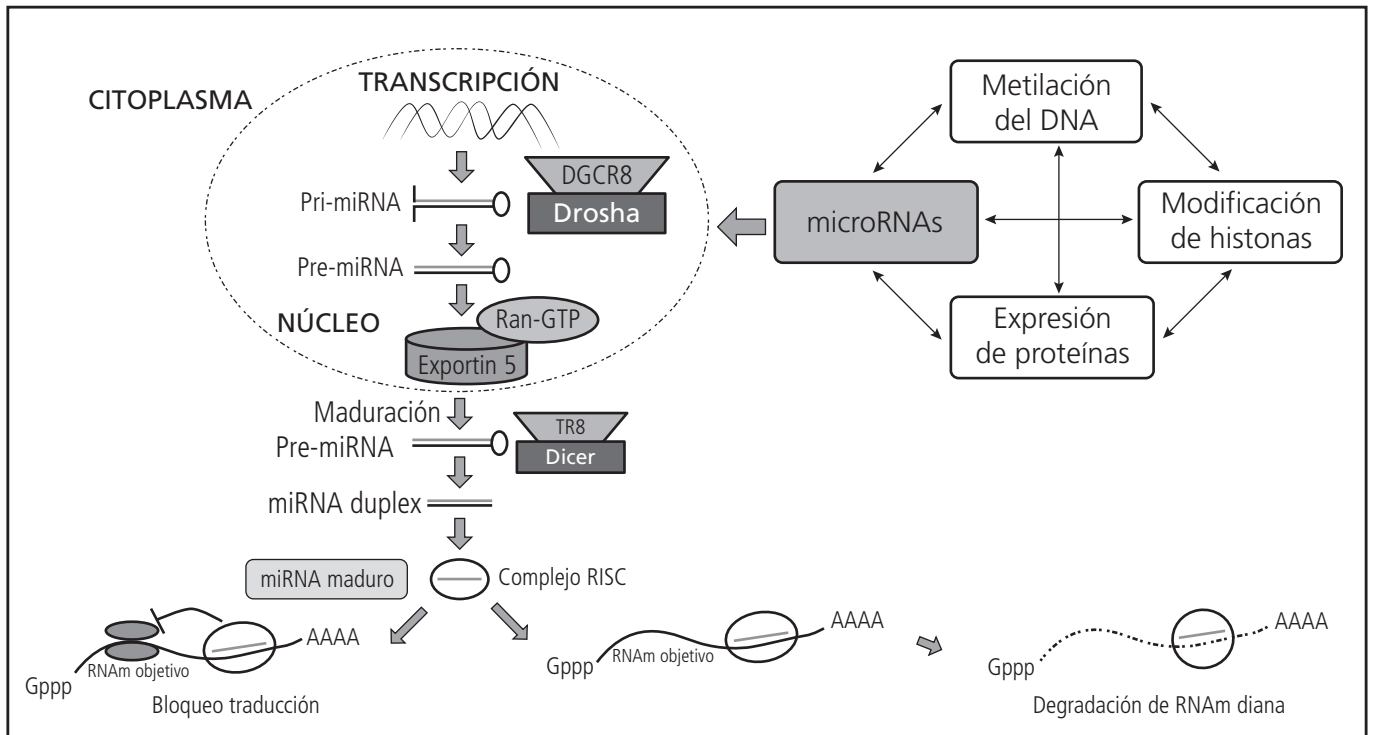 CITOPLASMA
TRANSCRIPCIÓN
DGCR8
Drosha
Pri-miRNA
Pre-miRNA
NÚCLEO
Ran-GTP
Exportin 5
Maduración
Pre-miRNA
TR8
Dicer
miRNA duplex
miRNA maduro
Complejo RISC
AAAA
RNAm objetivo
Gppp
Bloqueo traducción
AAAA
RNAm objetivo
Gppp
AAAA
Gppp
Degradación de RNAm diana
Metilación
del DNA
microRNAs
Modificación
de histonas
Expresión
de proteínas